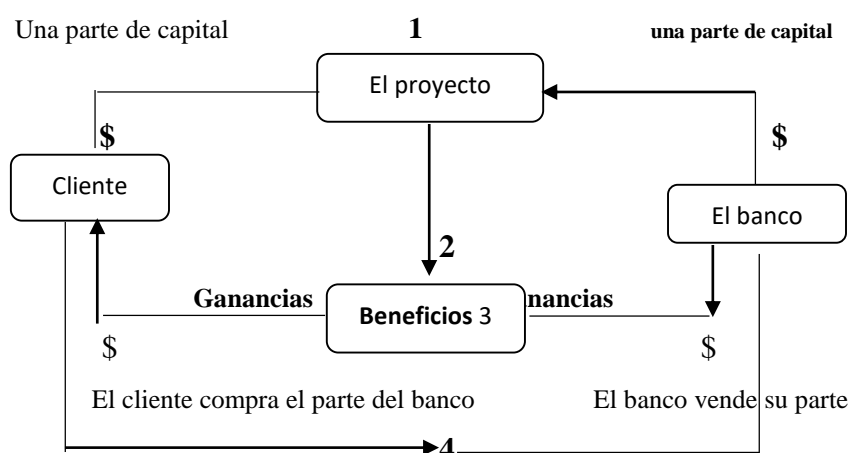 Una parte de capital
1
una parte de capital
El proyecto
$
$
Cliente
El banco
2
Ganancias
nancias
Beneficios 3
$
$
El cliente compra el parte del banco
El banco vende su parte
4